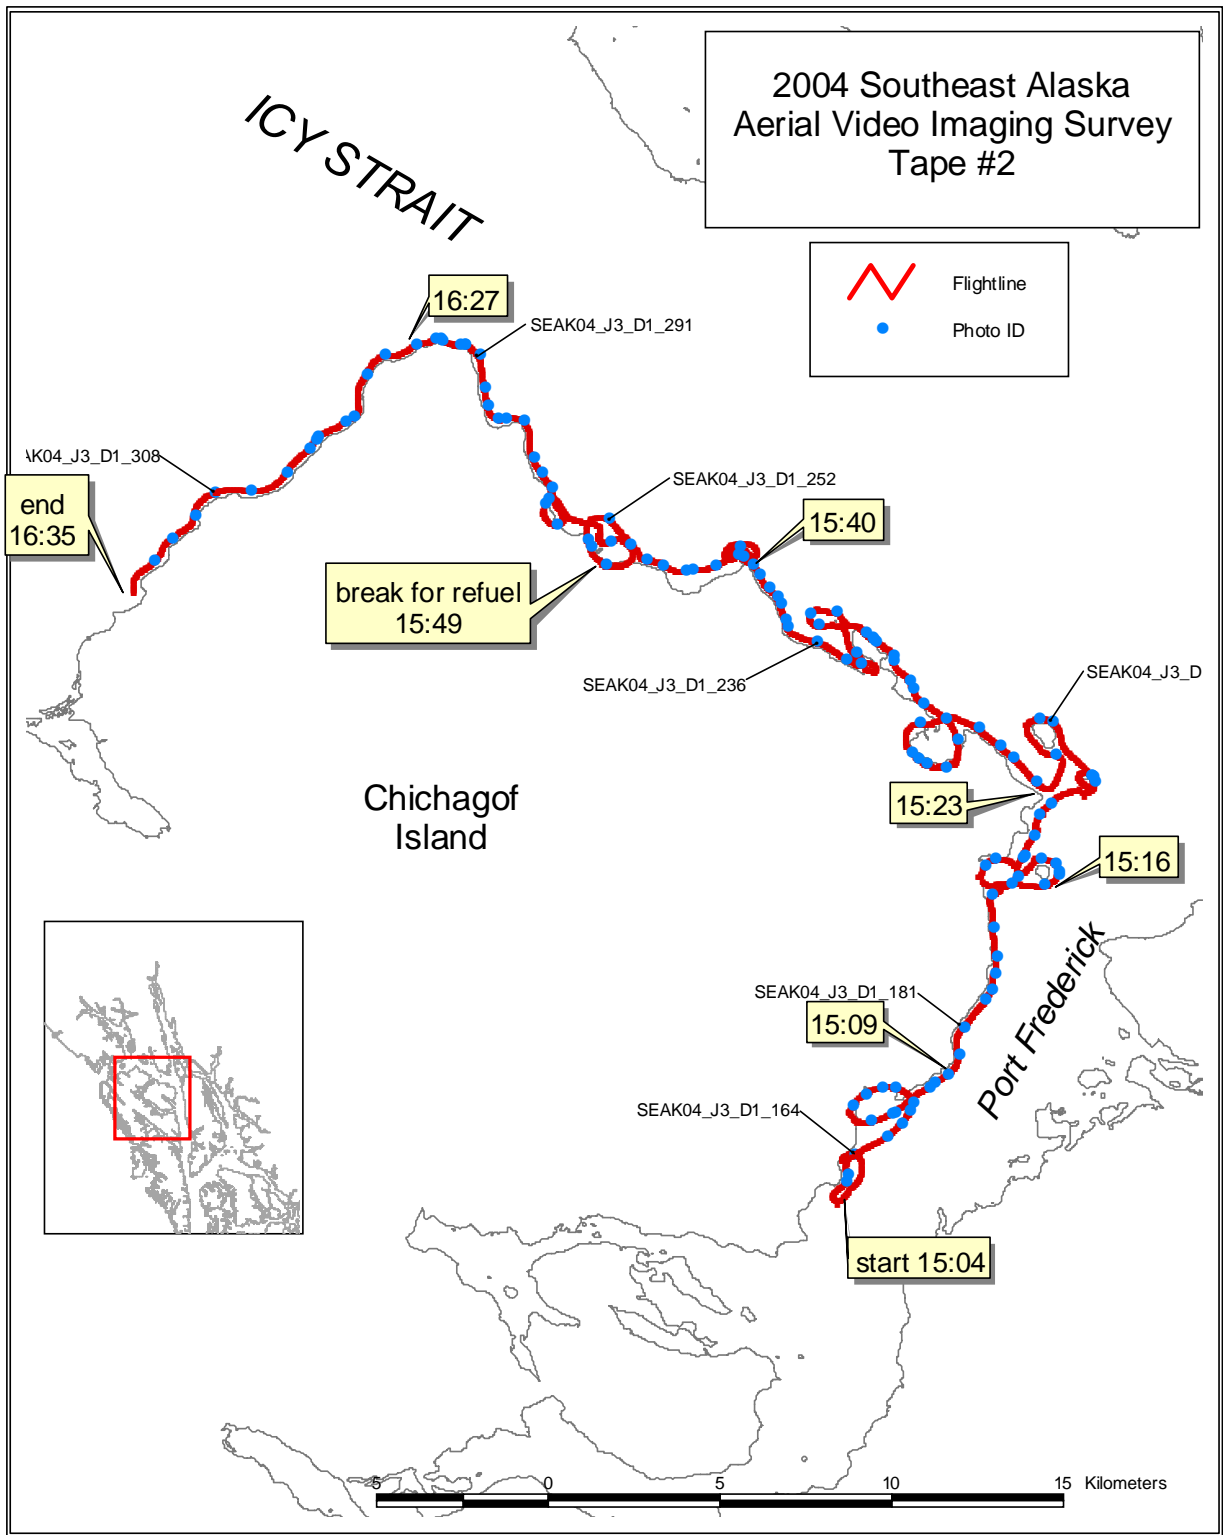 2004 Southeast Alaska
Aerial Video Imaging Survey
Tape #2
ICY STRAIT
Flightline
Photo ID
16:27
SEAK04_J3_D1_291
AK04_J3_D1_308
SEAK04_J3_D1_252
end
16:35
15:40
break for refuel
15:49
SEAK04_J3_D1_236
SEAK04_J3_D
Chichagof
Island
15:23
15:16
Port Frederick
SEAK04_J3_D1_181
15:09
SEAK04_J3_D1_164
start 15:04
5 0 5 10 15 Kilometers